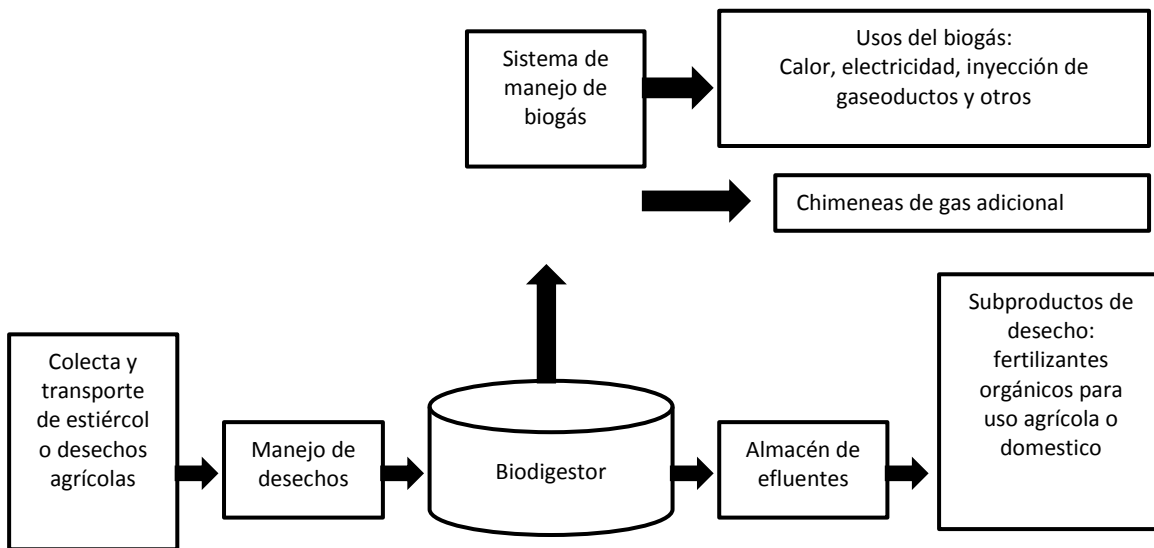 Sistema de
manejo de
biogás
Usos del biogás:
Calor, electricidad, inyección de
gaseoductos y otros
Chimeneas de gas adicional
Colecta y
transporte
de estiércol
o desechos
agrícolas
Manejo de
desechos
Biodigestor
Almacén de
efluentes
Subproductos de
desecho:
fertilizantes
orgánicos para
uso agrícola o
domestico